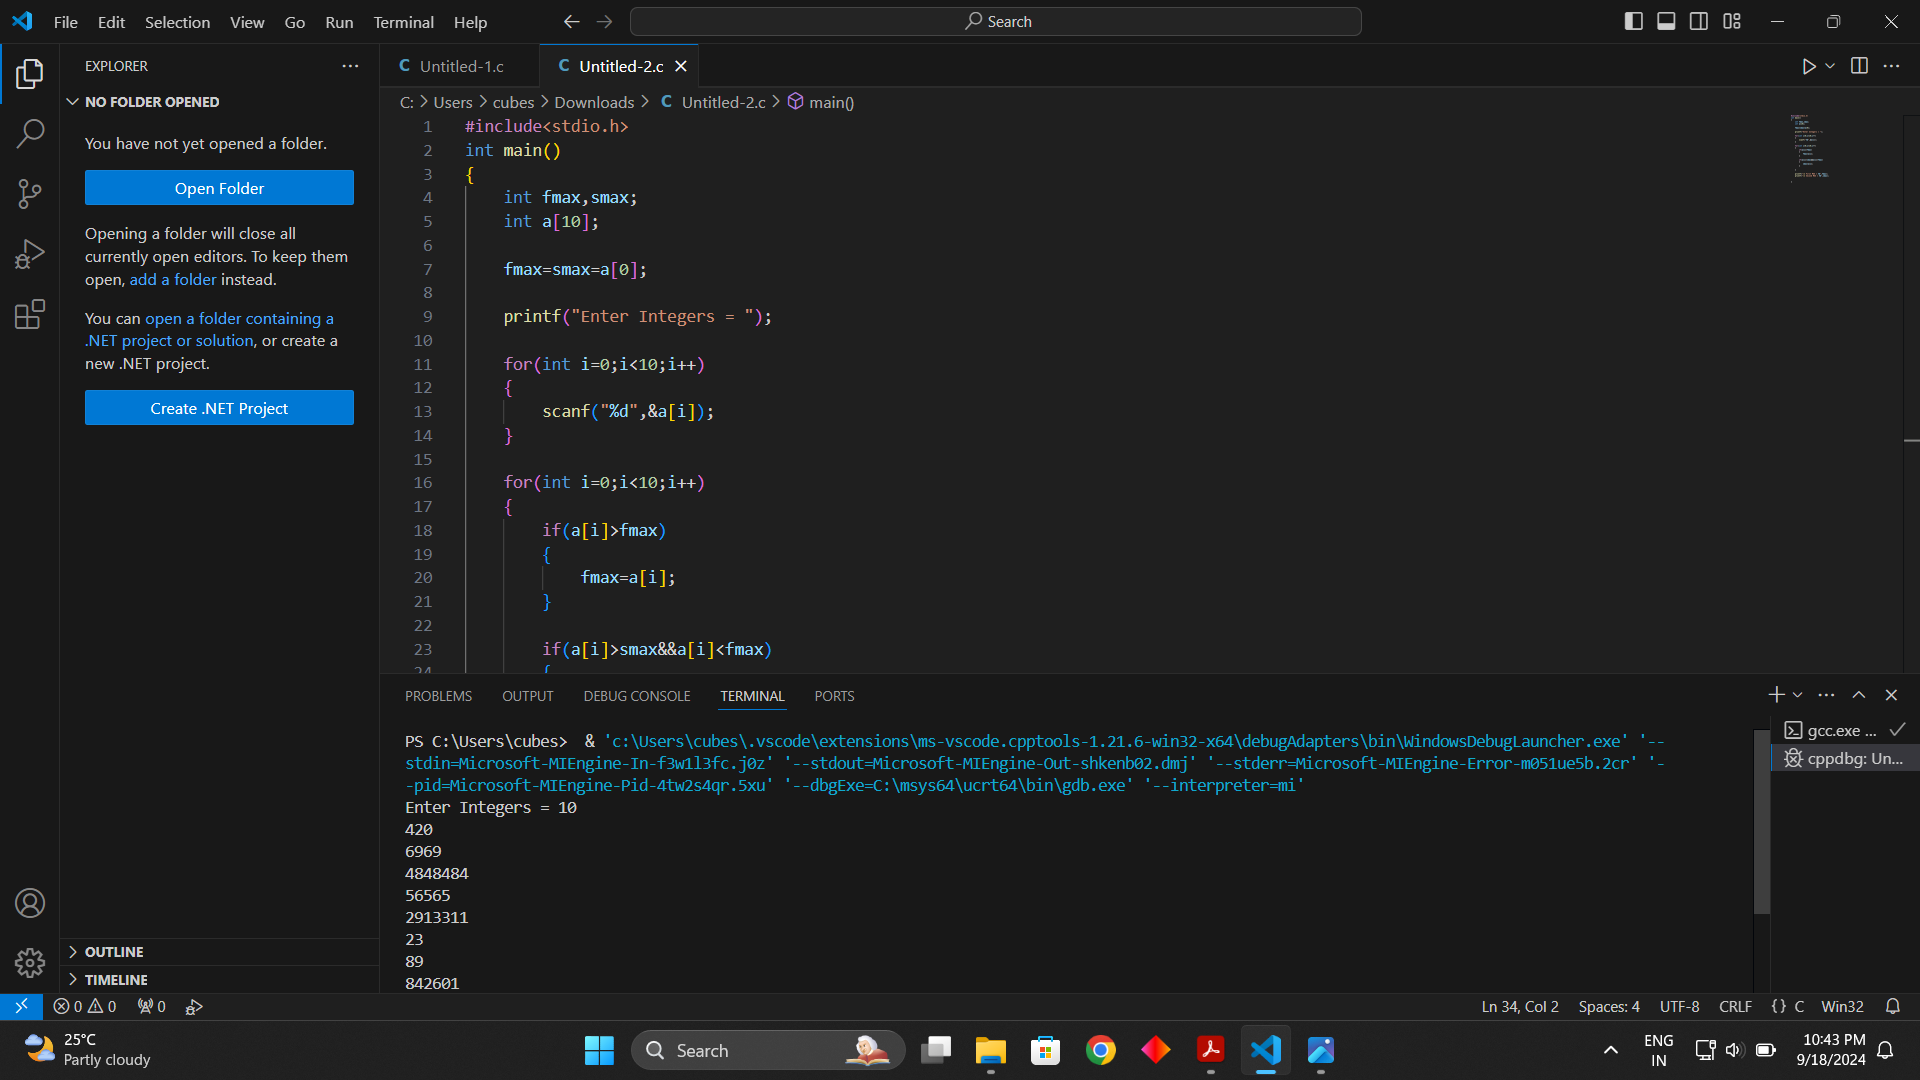 File Edit Selection View Go Run Terminal Help
Search
EXPLORER
NO FOLDER OPENED
You have not yet opened a folder.
Open Folder
Opening a folder will close all
currently open editors. To keep them
open, add a folder instead.
You can open a folder containing a
.NET project or solution, or create a
new .NET project.
Create .NET Project
OUTLINE
TIMELINE
C Untitled-1.c
C Untitled-2.c
C: > Users > cubes > Downloads > C Untitled-2.c > main()
1 #include<stdio.h>
2 int main()
3 {
4 int fmax,smax;
5 int a[10];
6
7 fmax=smax=a[0];
8
9 printf("Enter Integers = ");
10
11 for(int i=0;i<10;i++)
12 {
13 scanf("%d",&a[i]);
14 }
15
16 for(int i=0;i<10;i++)
17 {
18 if(a[i]>fmax)
19 {
20 fmax=a[i];
21 }
22
23 if(a[i]>smax&&a[i]<fmax)
24 {
PROBLEMS OUTPUT DEBUG CONSOLE TERMINAL PORTS
PS C:\Users\cubes>  & 'c:\Users\cubes\.vscode\extensions\ms-vscode.cpptools-1.21.6-win32-x64\debugAdapters\bin\WindowsDebugLauncher.exe' '--
stdin=Microsoft-MIEngine-In-f3w1l3fc.j0z' '--stdout=Microsoft-MIEngine-Out-shkenb02.dmj' '--stderr=Microsoft-MIEngine-Error-m051ue5b.2cr' '-
-pid=Microsoft-MIEngine-Pid-4tw2s4qr.5xu' '--dbgExe=C:\msys64\ucrt64\bin\gdb.exe' '--interpreter=mi'
Enter Integers = 10
420
6969
4848484
56565
2913311
23
89
842601
gcc.exe ...
cppdbg: Un...
0 0 0
Ln 34, Col 2 Spaces: 4 UTF-8 CRLF {} C Win32
25°C
Partly cloudy
Search
ENG
IN
10:43 PM
9/18/2024